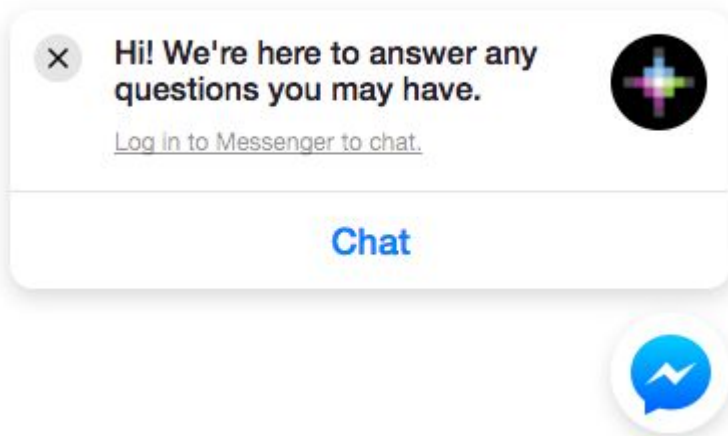 Hi! We're here to answer any
questions you may have.
Log in to Messenger to chat.
Chat